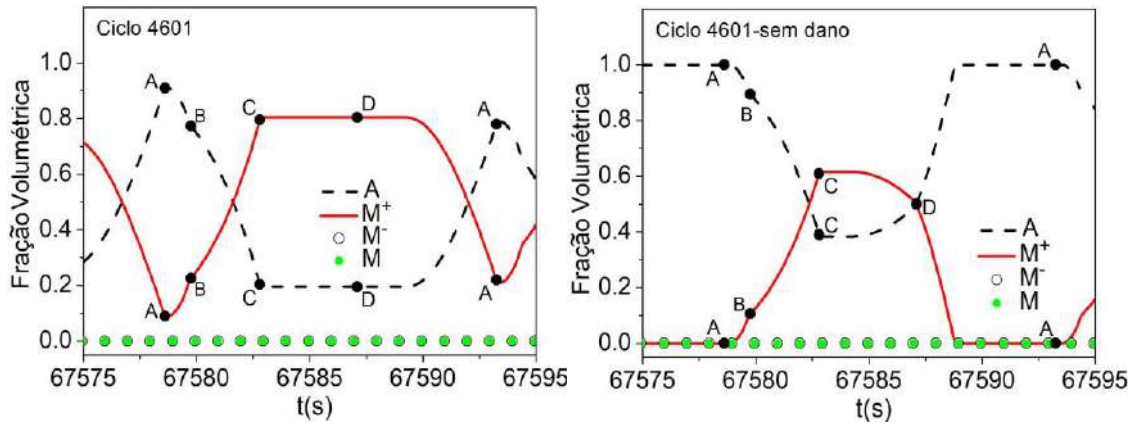 Ciclo 4601
Fração Volumétrica
1.0
0.8
0.6
0.4
0.2
0.0
A
B
C
D
A
A
B
C
D
A
A
M+
M-
M
67575
67580
67585
67590
67595
t(s)
Ciclo 4601-sem dano
Fração Volumétrica
1.0
0.8
0.6
0.4
0.2
0.0
A
B
C
A
C
D
A
B
A
A
M+
M-
M
67575
67580
67585
67590
67595
t(s)